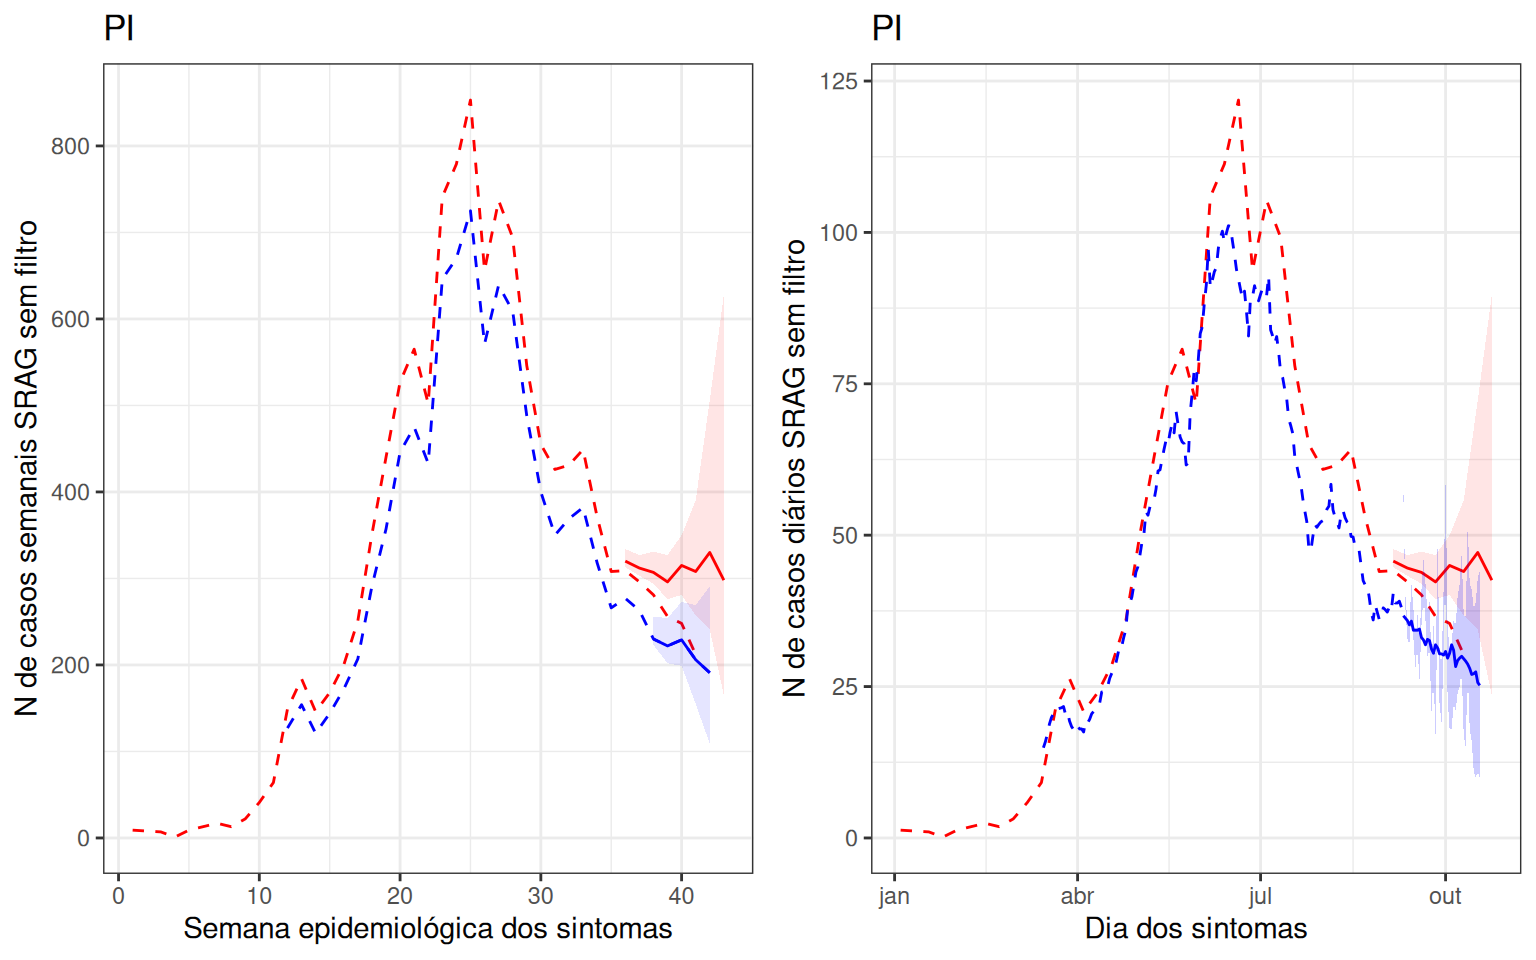 PI
N de casos semanais SRAG sem filtro
800
600
400
200
0
0 10 20 30 40
Semana epidemiológica dos sintomas
PI
N de casos diários SRAG sem filtro
125
100
75
50
25
0
jan abr jul out
Dia dos sintomas